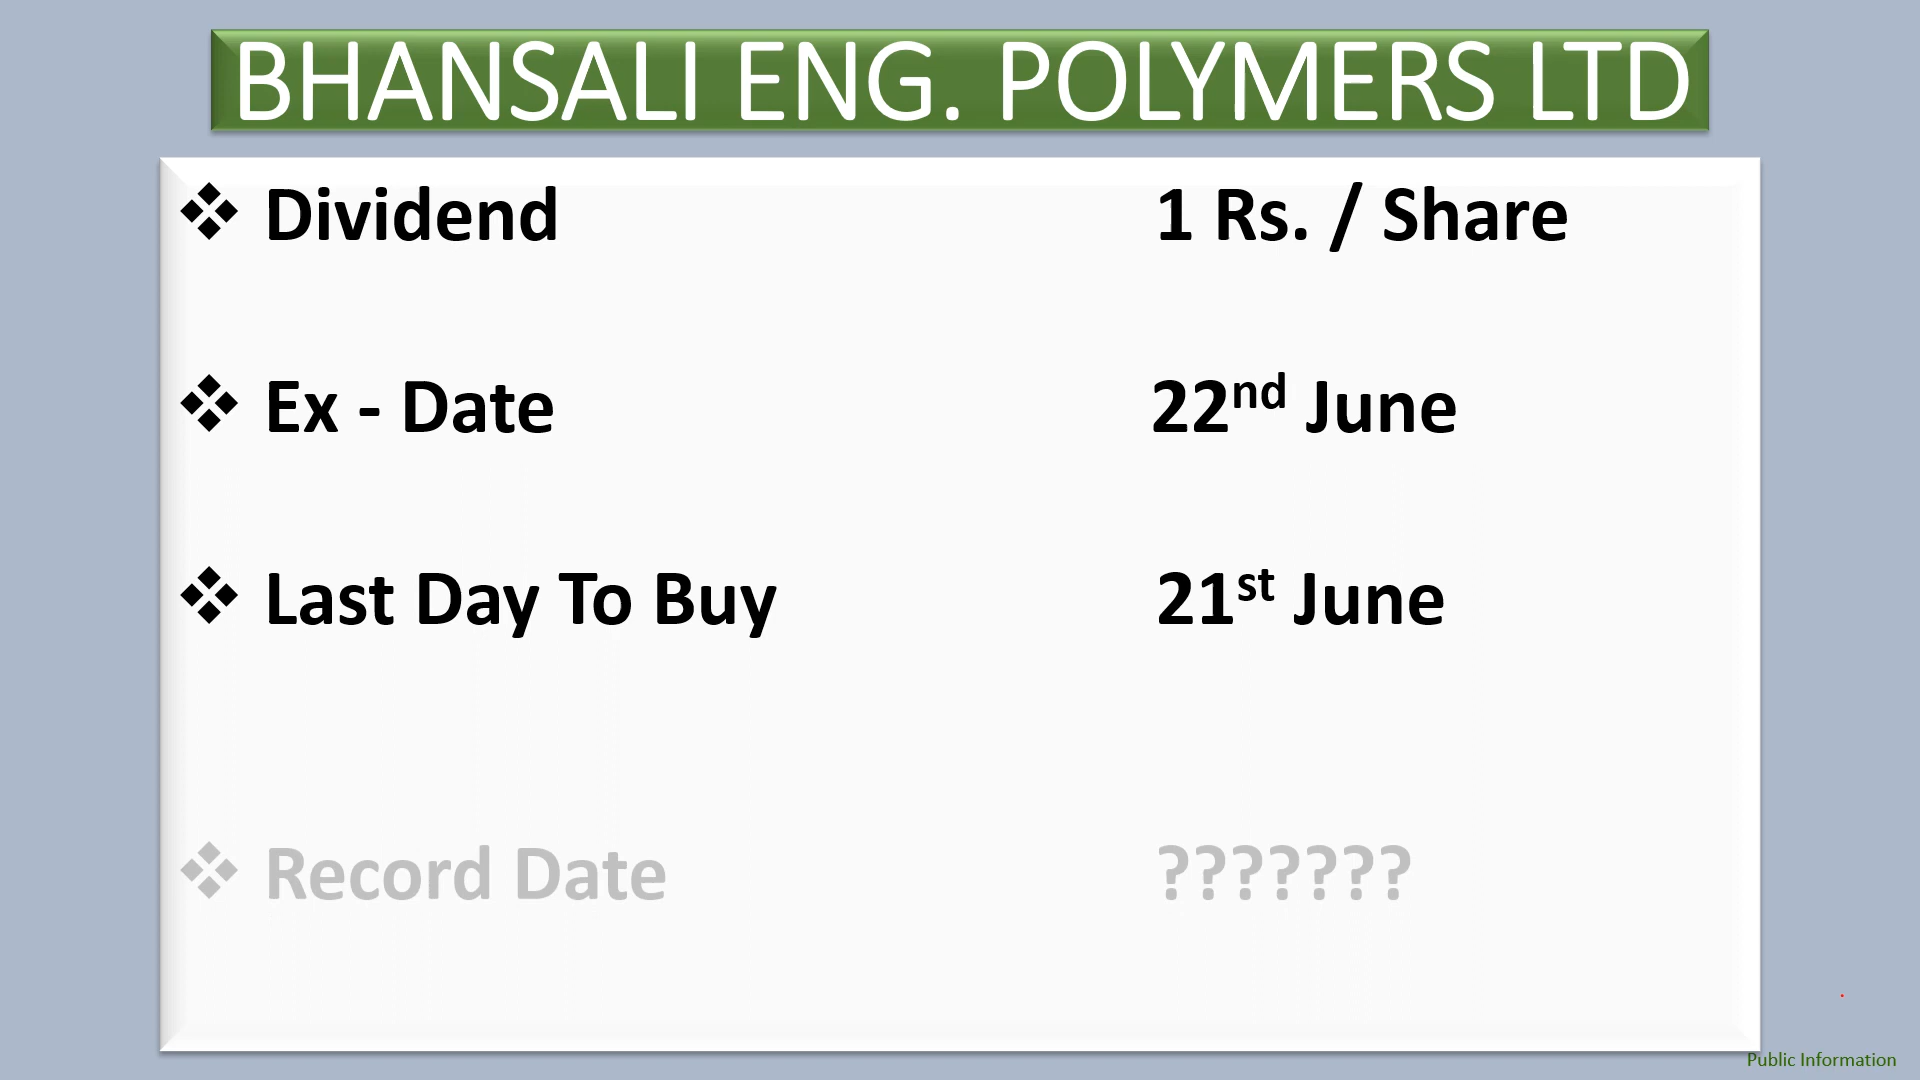 BHANSALI ENG. POLYMERS LTD
❖ Dividend 1 Rs. / Share
❖ Ex - Date 22nd June
❖ Last Day To Buy 21st June
❖ Record Date ???????
Public Information